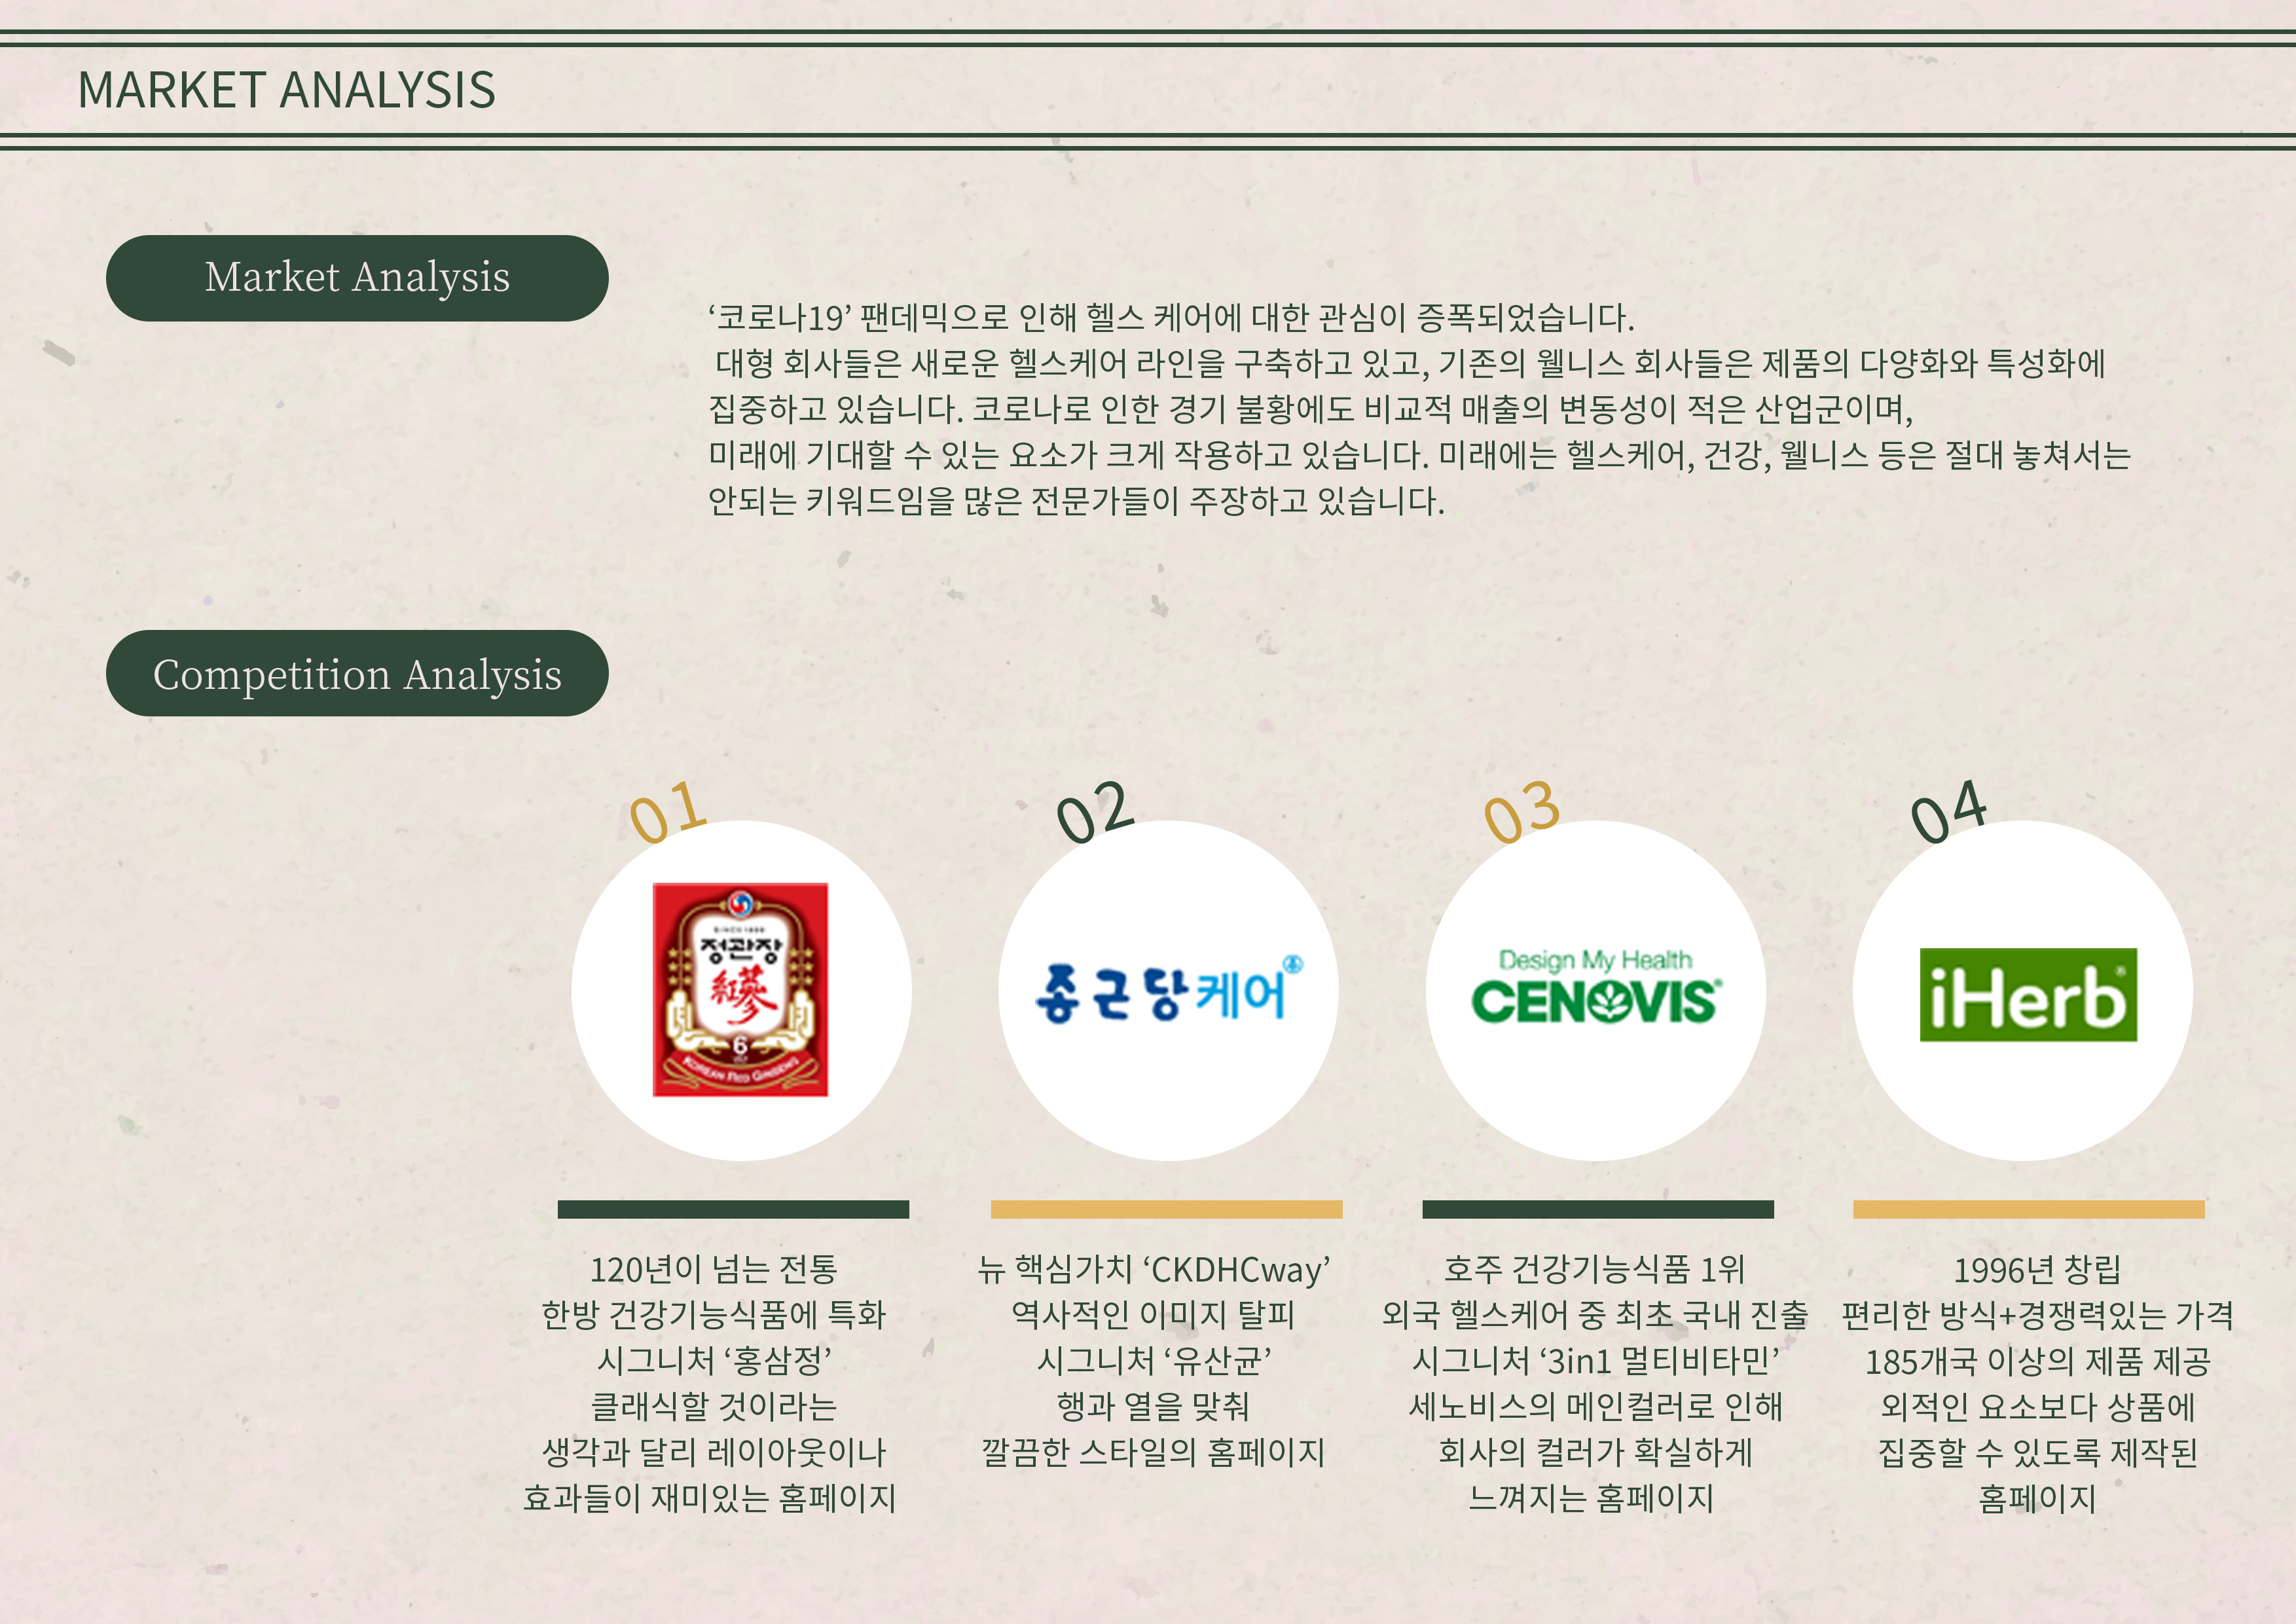 MARKET ANALYSIS
Market Analysis
‘코로나19’ 팬데믹으로 인해 헬스 케어에 대한 관심이 증폭되었습니다.
대형 회사들은 새로운 헬스케어 라인을 구축하고 있고, 기존의 웰니스 회사들은 제품의 다양화와 특성화에
집중하고 있습니다. 코로나로 인한 경기 불황에도 비교적 매출의 변동성이 적은 산업군이며,
미래에 기대할 수 있는 요소가 크게 작용하고 있습니다. 미래에는 헬스케어, 건강, 웰니스 등은 절대 놓쳐서는
안되는 키워드임을 많은 전문가들이 주장하고 있습니다.
Competition Analysis
01
SINCE 1899
정관장
紅蔘
6
KOREAN RED GINSENG
120년이 넘는 전통
한방 건강기능식품에 특화
시그니처 ‘홍삼정’
클래식할 것이라는
생각과 달리 레이아웃이나
효과들이 재미있는 홈페이지
02
종근당케어
뉴 핵심가치 ‘CKDHCway’
역사적인 이미지 탈피
시그니처 ‘유산균’
행과 열을 맞춰
깔끔한 스타일의 홈페이지
03
Design My Health
CENOVIS®
호주 건강기능식품 1위
외국 헬스케어 중 최초 국내 진출
시그니처 ‘3in1 멀티비타민’
세노비스의 메인컬러로 인해
회사의 컬러가 확실하게
느껴지는 홈페이지
04
iHerb®
1996년 창립
편리한 방식+경쟁력있는 가격
185개국 이상의 제품 제공
외적인 요소보다 상품에
집중할 수 있도록 제작된
홈페이지